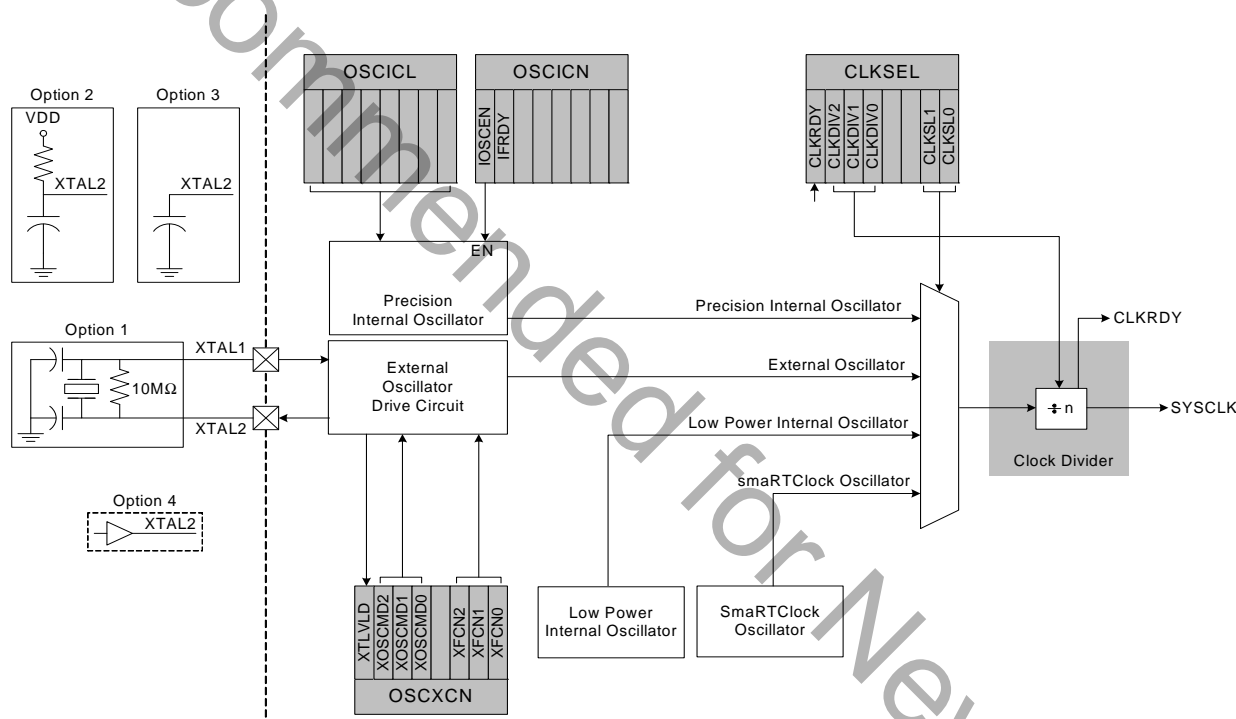 ommended for New
OSCICL
OSCICN
IOSCEN
IFRDY
CLKSEL
CLKRDY
CLKDIV2
CLKDIV1
CLKDIV0
CLKSL1
CLKSL0
Option 2
VDD
XTAL2
Option 3
XTAL2
EN
Precision
Internal Oscillator
Precision Internal Oscillator
CLKRDY
Option 1
XTAL1
10MΩ
XTAL2
External
Oscillator
Drive Circuit
External Oscillator
÷ n
SYSCLK
Clock Divider
Low Power Internal Oscillator
smaRTClock Oscillator
Option 4
XTAL2
XTLVLD
XOSCMD2
XOSCMD1
XOSCMD0
XFCN2
XFCN1
XFCN0
OSCXCN
Low Power
Internal Oscillator
SmaRTClock
Oscillator